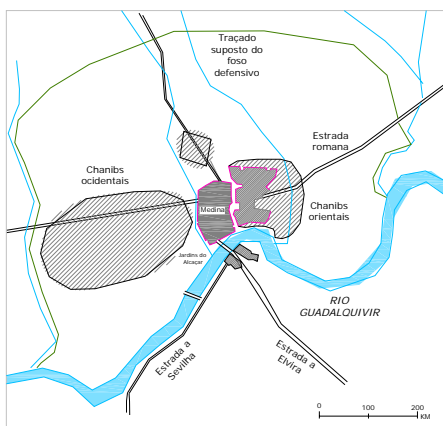 Traçado
suposto do
foso
defensivo
Estrada
romana
Chanibs
ocidentais
Medina
Chanibs
orientais
Jardins do
Alcaçar
RIO
GUADALQUIVIR
Estrada a
Sevilha
Estrada a
Elvira
0 100 200
KM